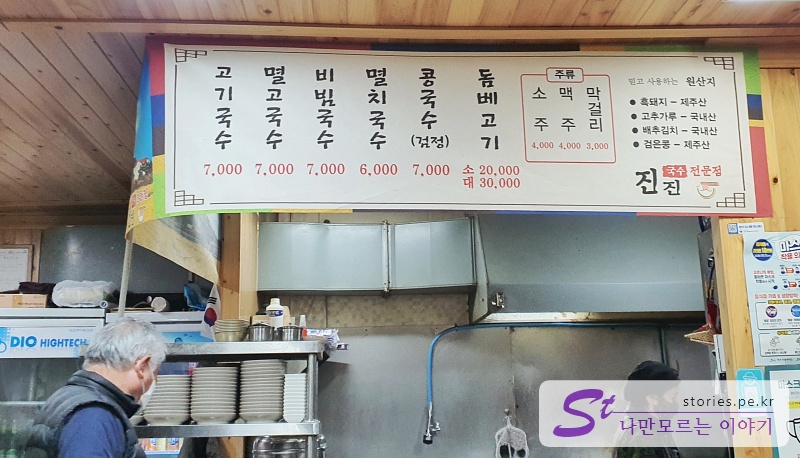 고기국수 7,000
멸고국수 7,000
비빔국수 7,000
멸치국수 6,000
콩국수(검정) 7,000
돔베고기 소 20,000
대 30,000
주류
소주 4,000
맥주 4,000
막걸리 3,000
믿고 사용하는 원산지
● 흑돼지 – 제주산
● 고추가루 – 국내산
● 배추김치 – 국내산
● 검은콩 – 제주산
진진 국수 전문점
DIO HIGHTECH
마스크
St
stories.pe.kr
나만모르는 이야기